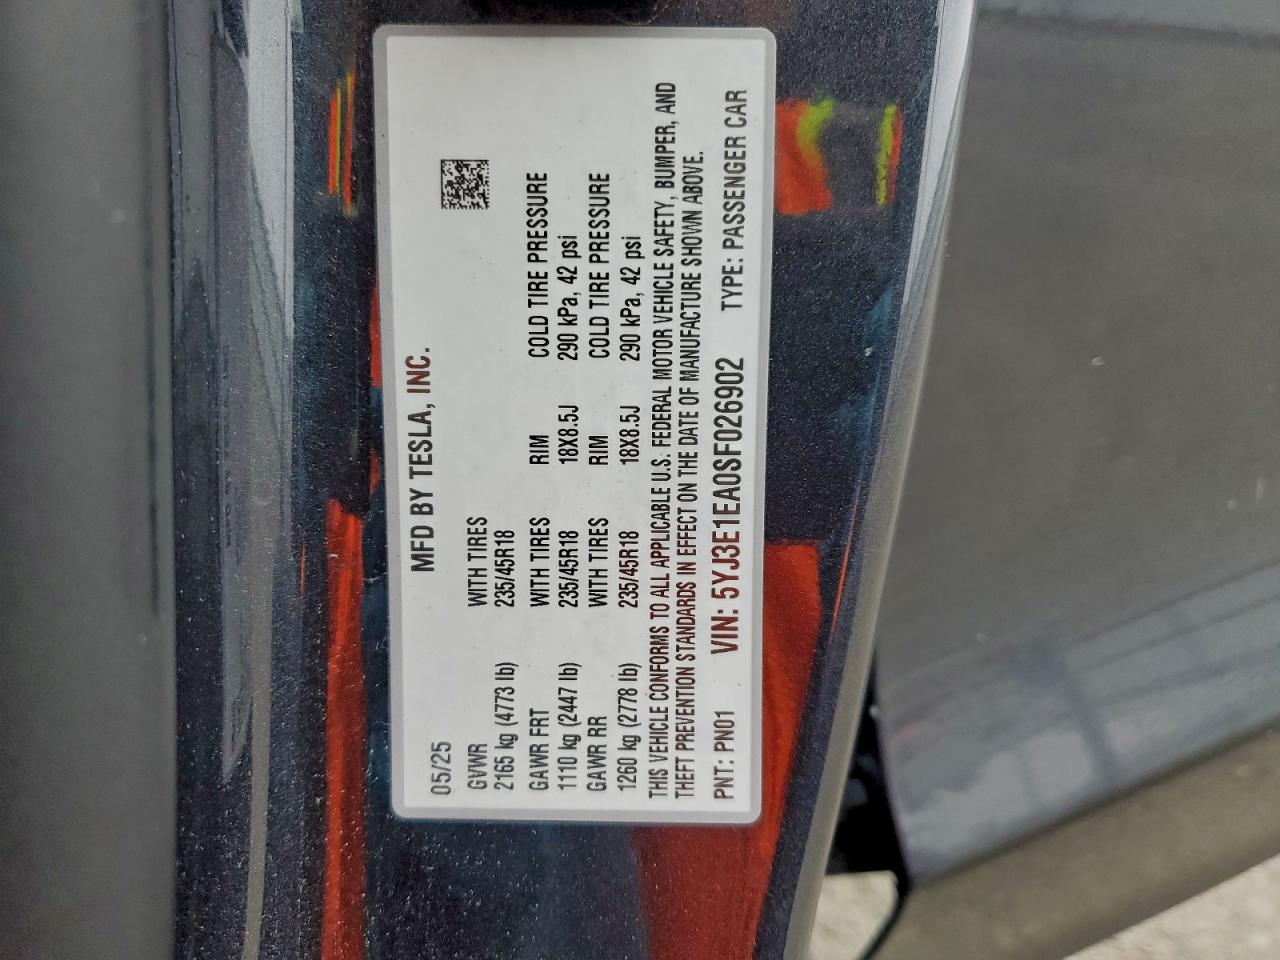 MFD BY TESLA, INC.
05/25
GVWR WITH TIRES
2165 kg (4773 lb) 235/45R18
GAWR FRT WITH TIRES RIM COLD TIRE PRESSURE
1110 kg (2447 lb) 235/45R18 18X8.5J 290 kPa, 42 psi
GAWR RR WITH TIRES RIM COLD TIRE PRESSURE
1260 kg (2778 lb) 235/45R18 18X8.5J 290 kPa, 42 psi
THIS VEHICLE CONFORMS TO ALL APPLICABLE U.S. FEDERAL MOTOR VEHICLE SAFETY, BUMPER, AND
THEFT PREVENTION STANDARDS IN EFFECT ON THE DATE OF MANUFACTURE SHOWN ABOVE.
PNT: PN01 VIN: 5YJ3E1EA0SF026902 TYPE: PASSENGER CAR